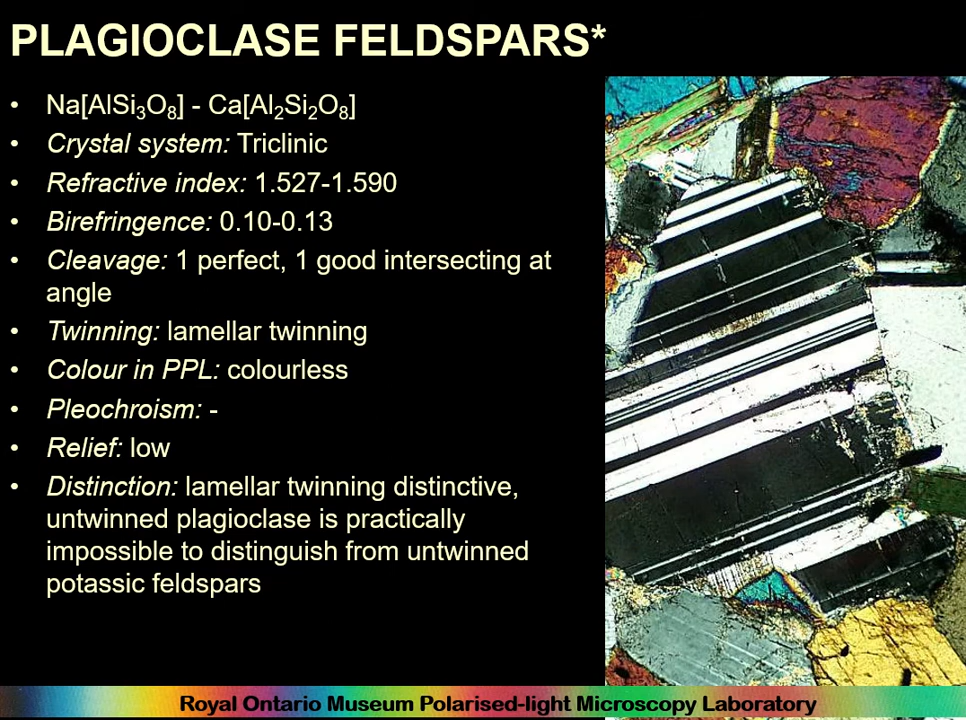 PLAGIOCLASE FELDSPARS*
• Na[AlSi₃O₈] - Ca[Al₂Si₂O₈]
• Crystal system: Triclinic
• Refractive index: 1.527-1.590
• Birefringence: 0.10-0.13
• Cleavage: 1 perfect, 1 good intersecting at
angle
• Twinning: lamellar twinning
• Colour in PPL: colourless
• Pleochroism: -
• Relief: low
• Distinction: lamellar twinning distinctive,
untwinned plagioclase is practically
impossible to distinguish from untwinned
potassic feldspars
Royal Ontario Museum Polarised-light Microscopy Laboratory